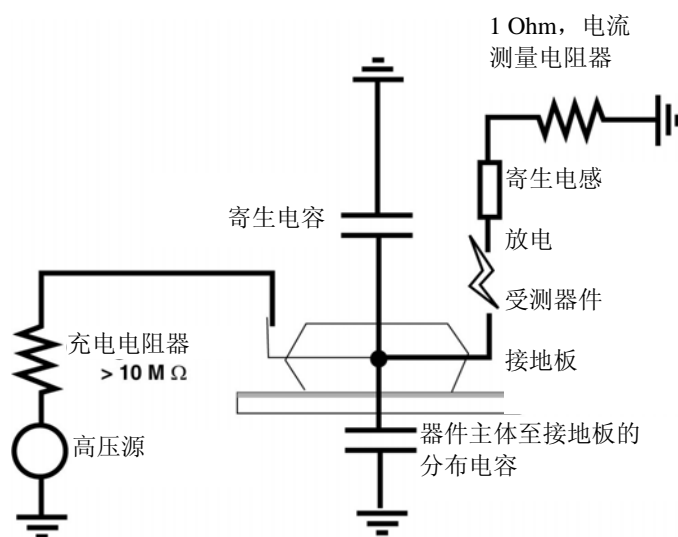 1 Ohm，电流
测量电阻器
寄生电感
寄生电容
放电
受测器件
充电电阻器
> 10 M Ω
接地板
高压源
器件主体至接地板的
分布电容